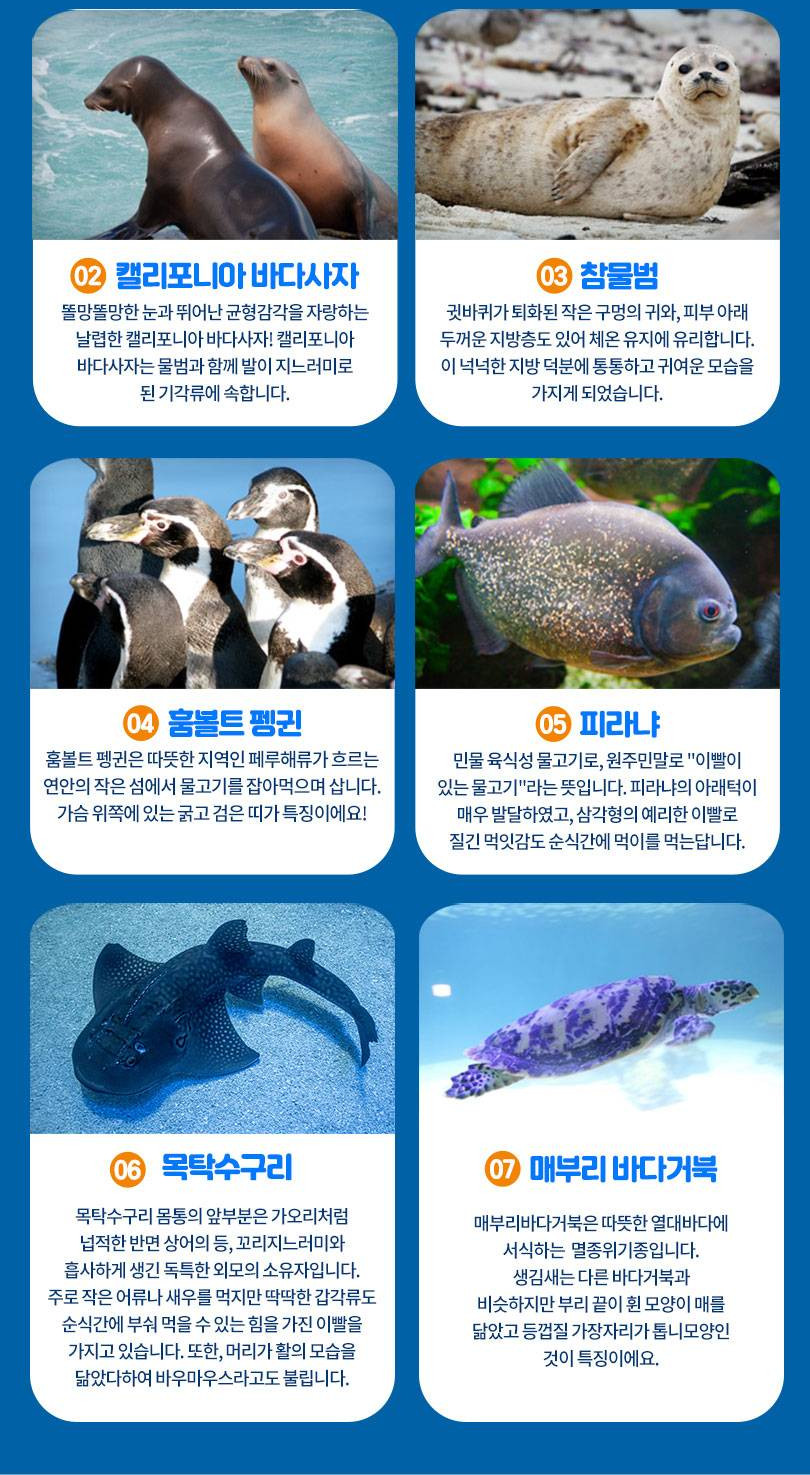 02 캘리포니아 바다사자
똘망똘망한 눈과 뛰어난 균형감각을 자랑하는
날렵한 캘리포니아 바다사자! 캘리포니아
바다사자는 물범과 함께 발이 지느러미로
된 기각류에 속합니다.
03 참물범
귓바퀴가 퇴화된 작은 구멍의 귀와, 피부 아래
두꺼운 지방층도 있어 체온 유지에 유리합니다.
이 넉넉한 지방 덕분에 통통하고 귀여운 모습을
가지게 되었습니다.
04 훔볼트 펭귄
훔볼트 펭귄은 따뜻한 지역인 페루해류가 흐르는
연안의 작은 섬에서 물고기를 잡아먹으며 삽니다.
가슴 위쪽에 있는 굵고 검은 띠가 특징이에요!
05 피라냐
민물 육식성 물고기로, 원주민말로 "이빨이
있는 물고기"라는 뜻입니다. 피라냐의 아래턱이
매우 발달하였고, 삼각형의 예리한 이빨로
질긴 먹잇감도 순식간에 먹이를 먹는답니다.
06 목탁수구리
목탁수구리 몸통의 앞부분은 가오리처럼
넙적한 반면 상어의 등, 꼬리지느러미와
흡사하게 생긴 독특한 외모의 소유자입니다.
주로 작은 어류나 새우를 먹지만 딱딱한 갑각류도
순식간에 부숴 먹을 수 있는 힘을 가진 이빨을
가지고 있습니다. 또한, 머리가 활의 모습을
닮았다하여 바우마우스라고도 불립니다.
07 매부리 바다거북
매부리바다거북은 따뜻한 열대바다에
서식하는 멸종위기종입니다.
생김새는 다른 바다거북과
비슷하지만 부리 끝이 휜 모양이 매를
닮았고 등껍질 가장자리가 톱니모양인
것이 특징이에요.